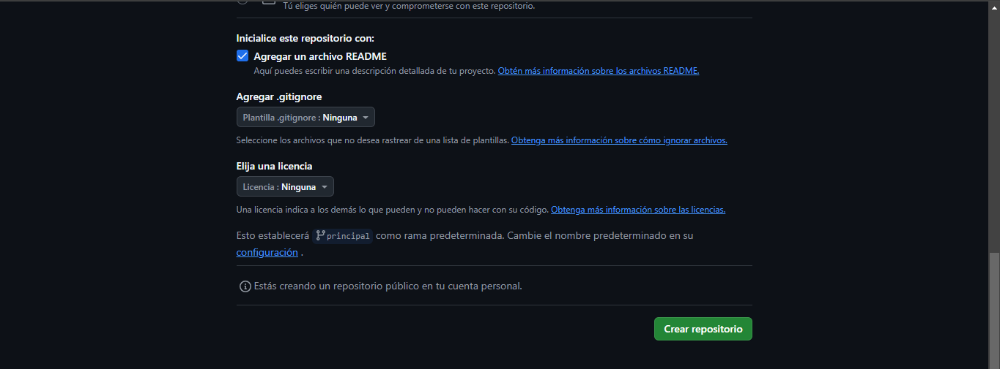 Tú eliges quién puede ver y comprometerse con este repositorio.
Inicialice este repositorio con:
Agregar un archivo README
Aquí puedes escribir una descripción detallada de tu proyecto. Obtén más información sobre los archivos README.
Agregar .gitignore
Plantilla .gitignore : Ninguna
Seleccione los archivos que no desea rastrear de una lista de plantillas. Obtenga más información sobre cómo ignorar archivos.
Elija una licencia
Licencia : Ninguna
Una licencia indica a los demás lo que pueden y no pueden hacer con su código. Obtenga más información sobre las licencias.
Esto establecerá principal como rama predeterminada. Cambie el nombre predeterminado en su
configuración .
Estás creando un repositorio público en tu cuenta personal.
Crear repositorio